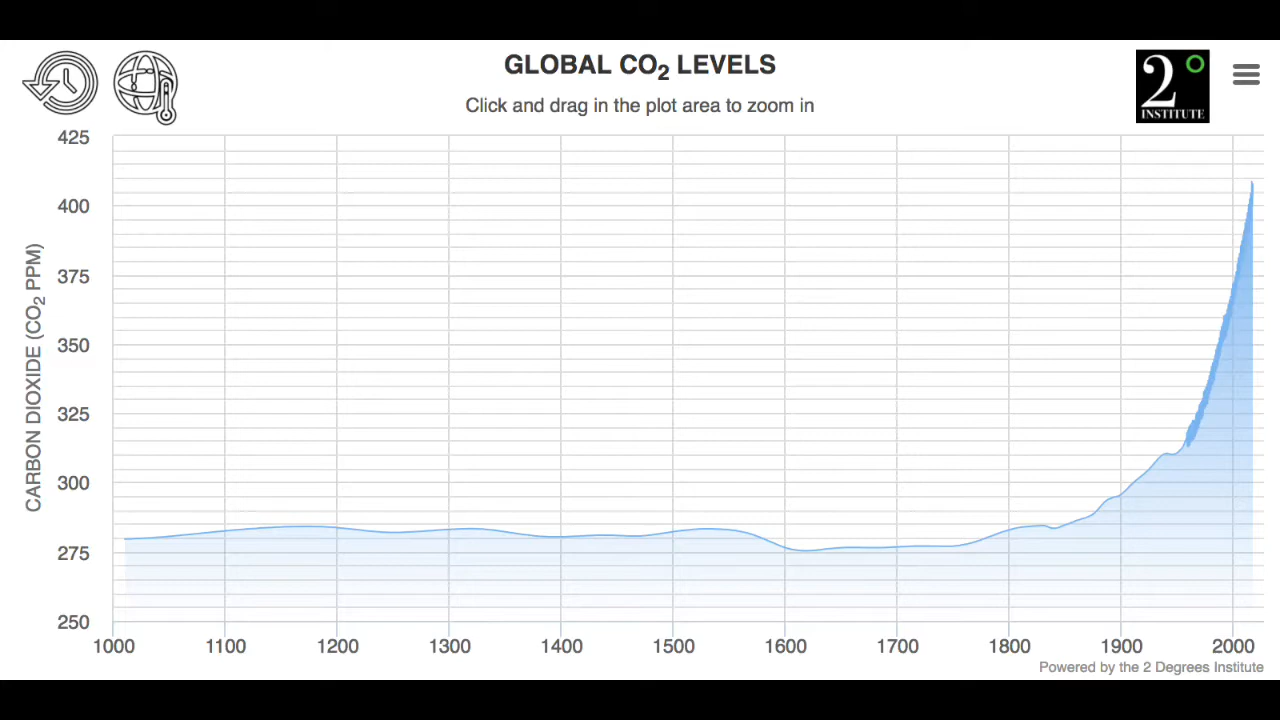 GLOBAL CO₂ LEVELS
Click and drag in the plot area to zoom in
2°
INSTITUTE
CARBON DIOXIDE (CO₂ PPM)
425
400
375
350
325
300
275
250
1000 1100 1200 1300 1400 1500 1600 1700 1800 1900 2000
Powered by the 2 Degrees Institute